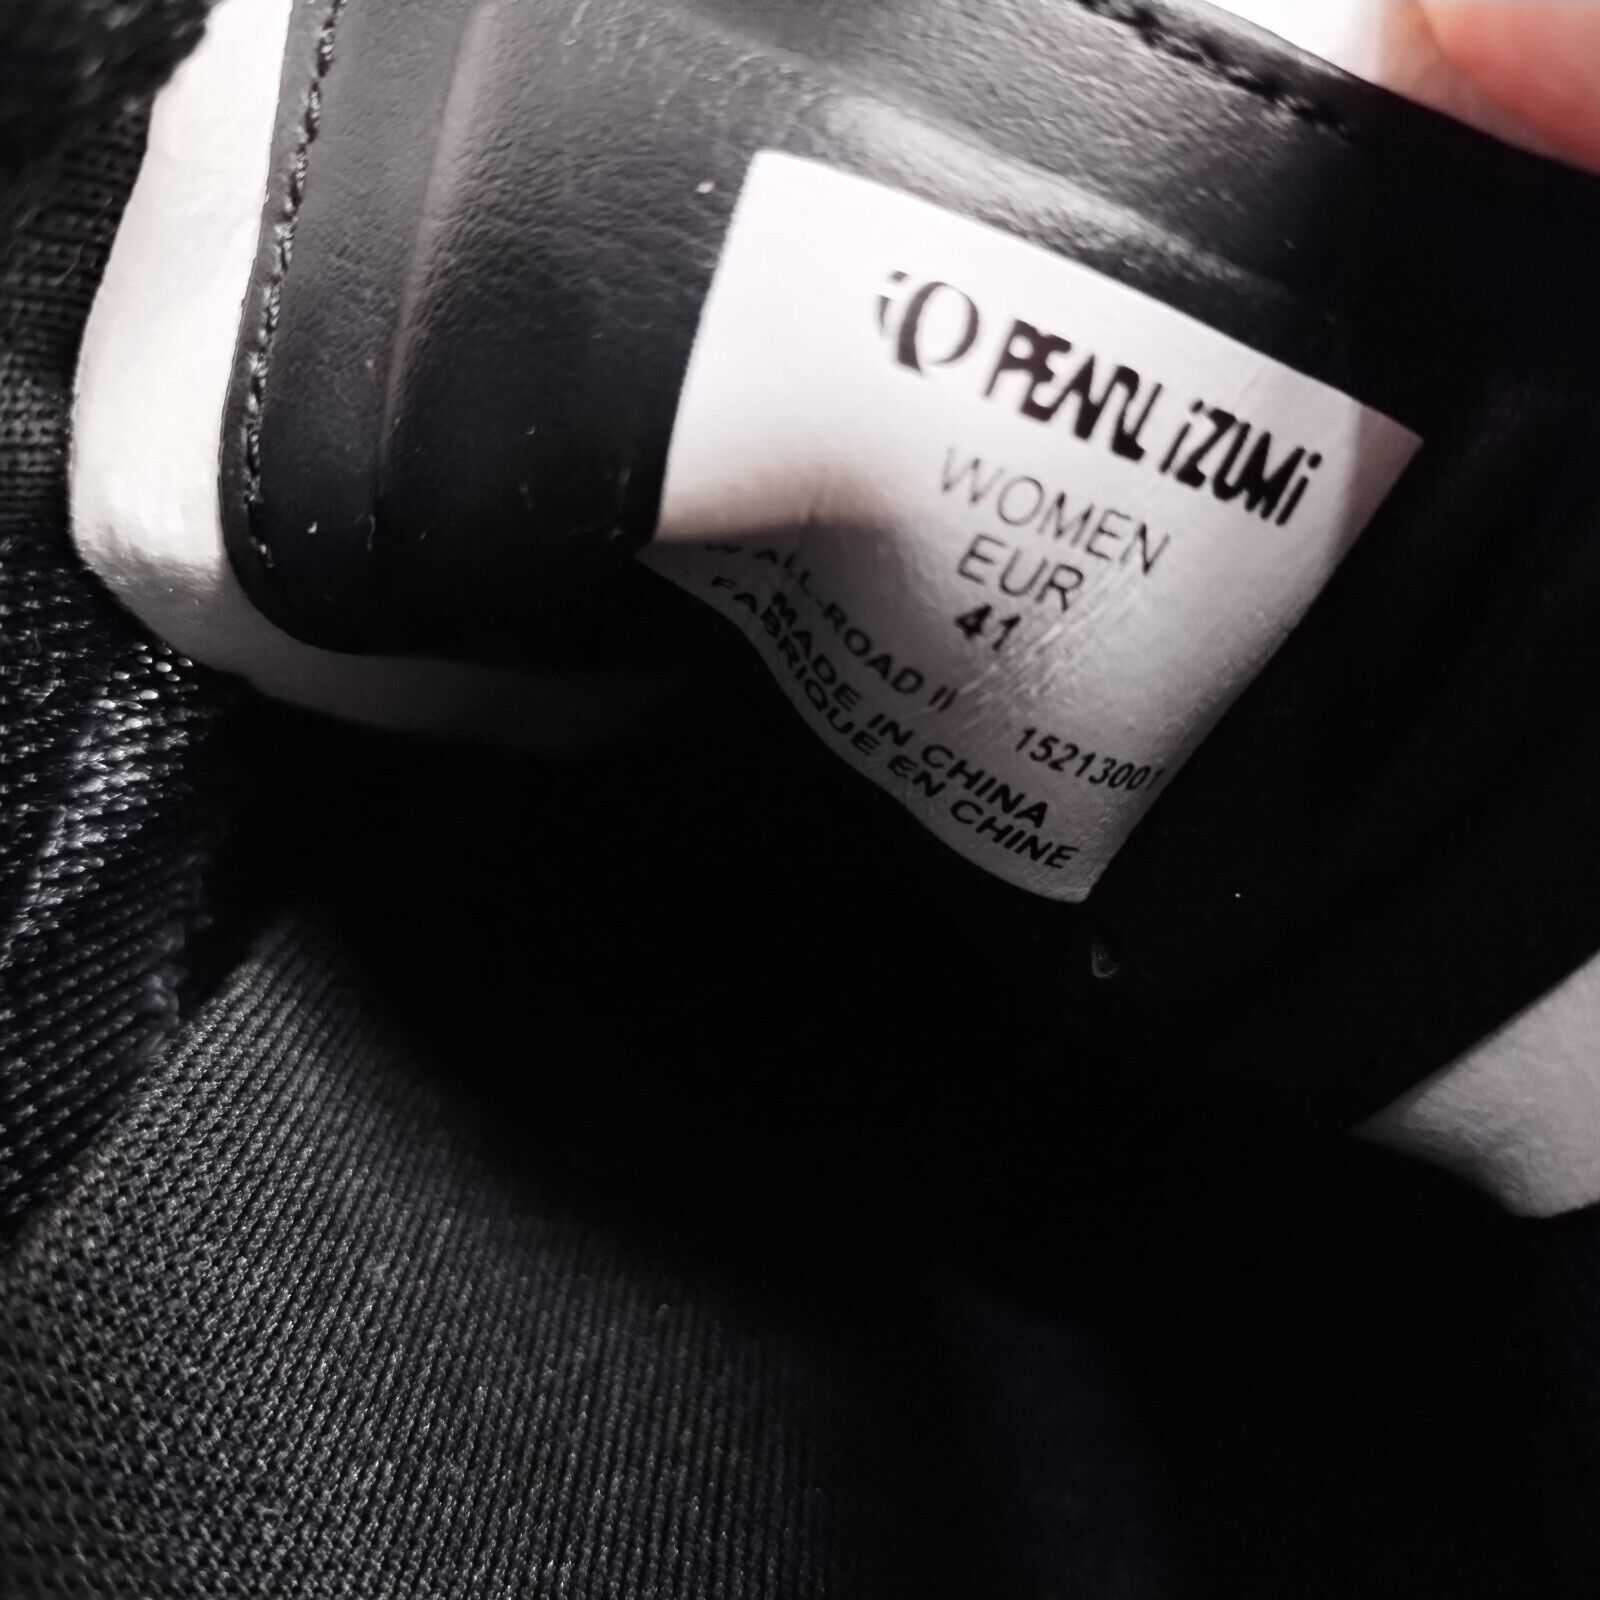 PEARL iZUMi
WOMEN
EUR
41
W ALL-ROAD II 15213001
MADE IN CHINA
FABRIQUE EN CHINE